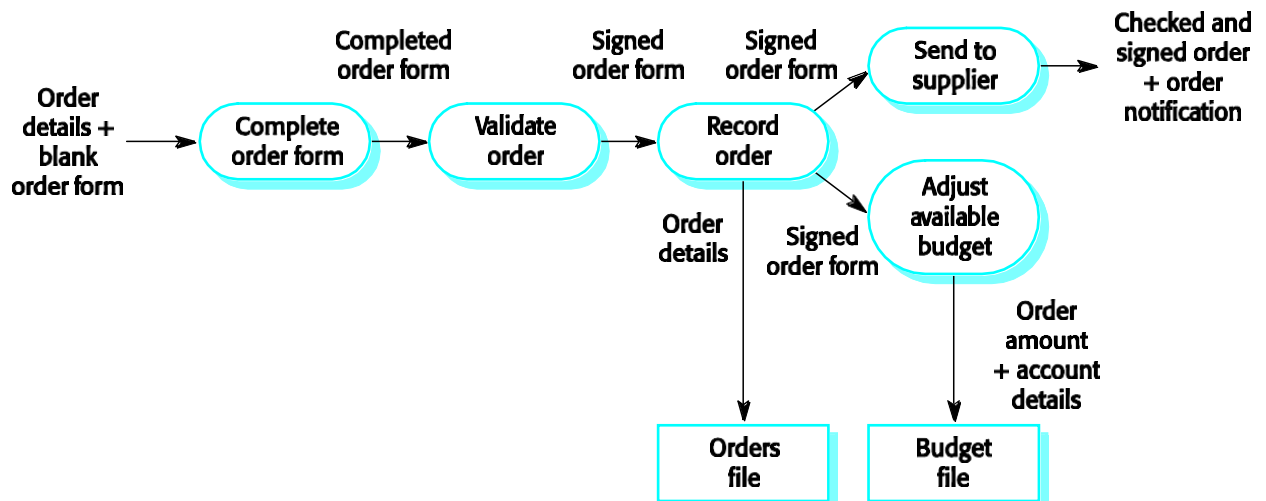 Order
details +
blank
order form
Complete
order form
Completed
order form
Validate
order
Signed
order form
Record
order
Signed
order form
Send to
supplier
Checked and
signed order
+ order
notification
Order
details
Signed
order form
Adjust
available
budget
Order
amount
+ account
details
Orders
file
Budget
file